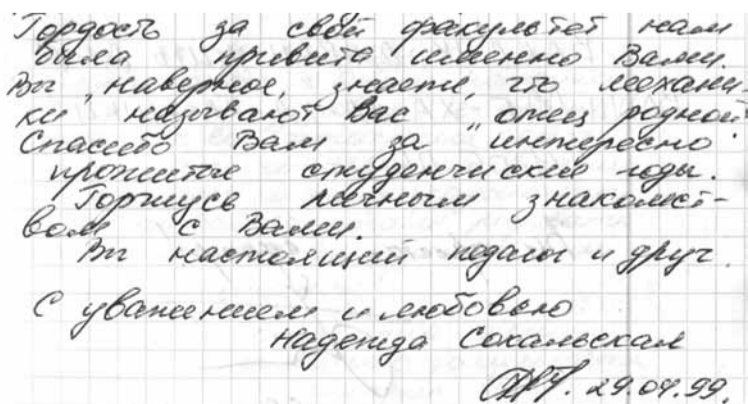 Гордость за свой факультет нам
была привита именно Вами.
Вы, наверное, знаете, что механи-
ки называют Вас "отец родной".
Спасибо Вам за интересно
прожитые студенческие годы.
Горжусь личным знакомст-
вом с Вами.
Вы настоящий педагог и друг.
С уважением и любовью
Надежда Сокальская
29.04.99.